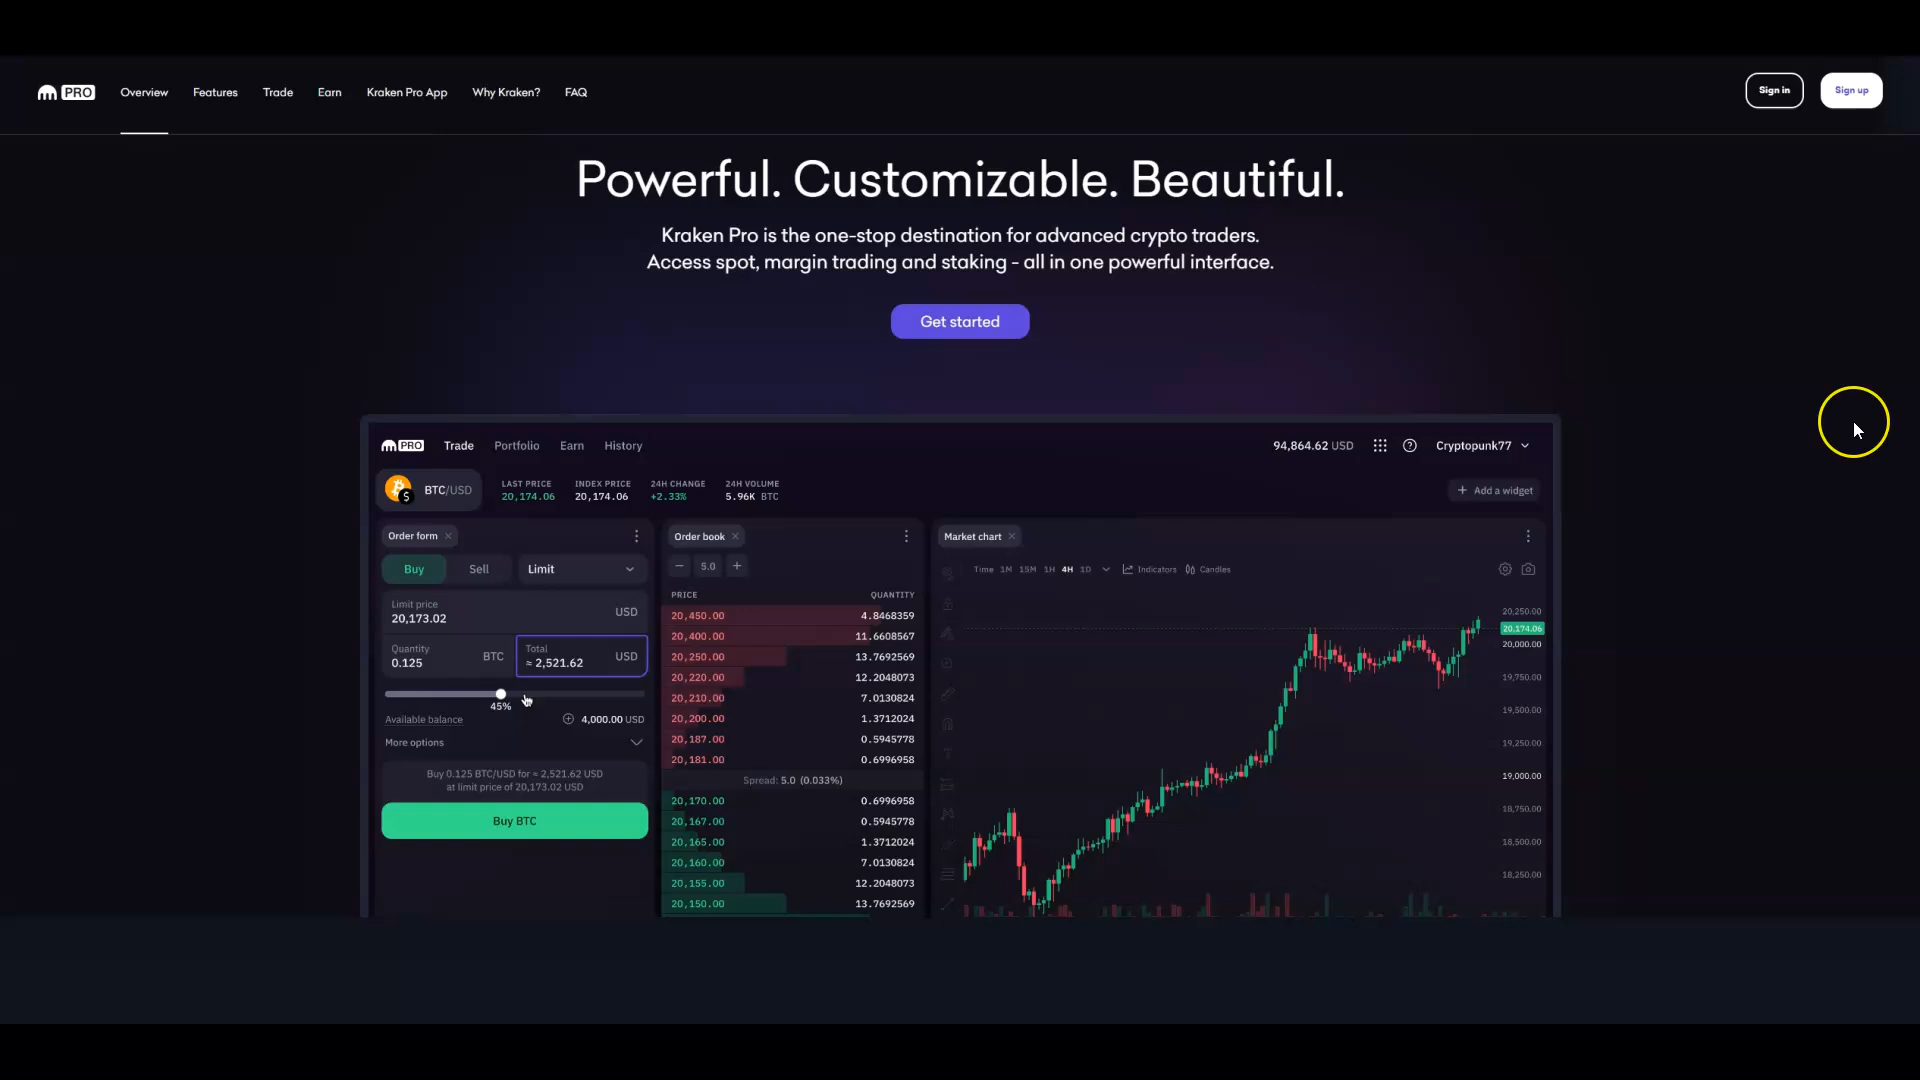 PRO Overview Features Trade Earn Kraken Pro App Why Kraken? FAQ Sign in Sign up
Powerful. Customizable. Beautiful.
Kraken Pro is the one-stop destination for advanced crypto traders.
Access spot, margin trading and staking - all in one powerful interface.
Get started
PRO Trade Portfolio Earn History 94,864.62 USD Cryptopunk77
BTC/USD
LAST PRICE INDEX PRICE 24H CHANGE 24H VOLUME
20,174.06 20,174.06 +2.33% 5.96K BTC
+ Add a widget
Order form
Buy Sell Limit
Limit price
20,173.02 USD
Quantity
0.125 BTC
Total
≈ 2,521.62 USD
45%
Available balance 4,000.00 USD
More options
Buy 0.125 BTC/USD for ≈ 2,521.62 USD
at limit price of 20,173.02 USD
Buy BTC
Order book
− 5.0 +
PRICE QUANTITY
20,450.00 4.8468359
20,400.00 11.6608567
20,250.00 13.7692569
20,220.00 12.2048073
20,210.00 7.0130824
20,200.00 1.3712024
20,187.00 0.5945778
20,181.00 0.6996958
Spread: 5.0 (0.033%)
20,170.00 0.6996958
20,167.00 0.5945778
20,165.00 1.3712024
20,160.00 7.0130824
20,155.00 12.2048073
20,150.00 13.7692569
Market chart
Time 1M 15M 1H 4H 1D Indicators Candles
20,250.00
20,174.06
20,000.00
19,750.00
19,500.00
19,250.00
19,000.00
18,750.00
18,500.00
18,250.00